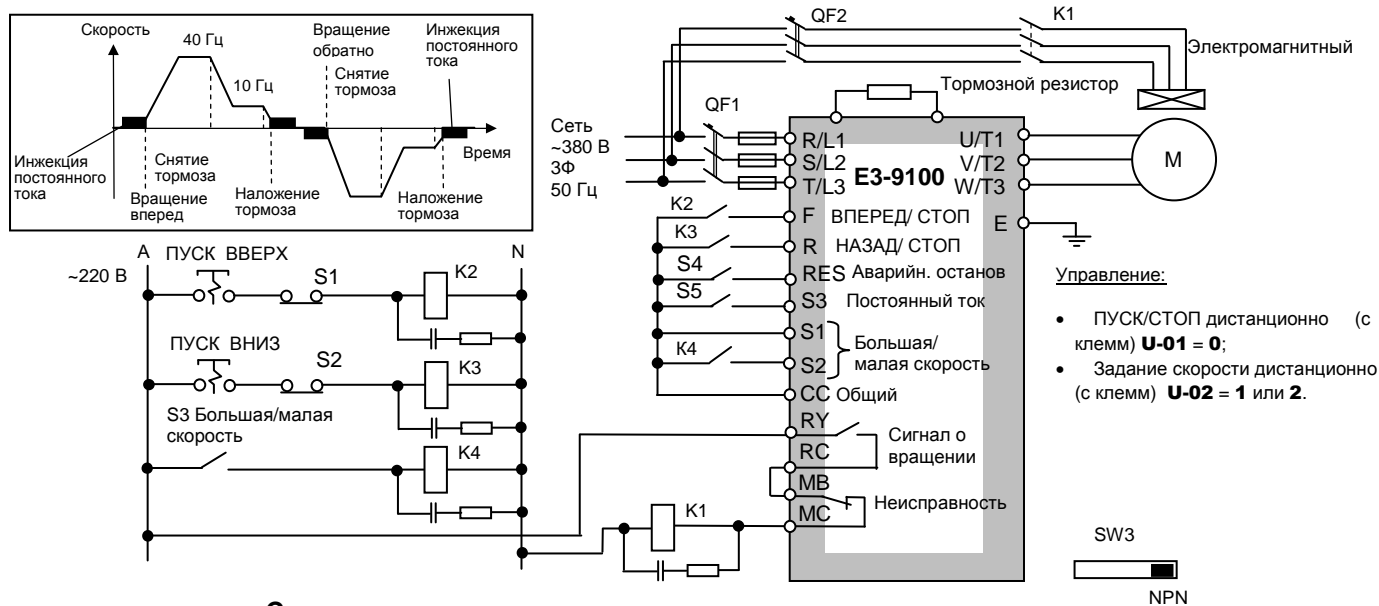 Скорость
40 Гц
10 Гц
Вращение
обратно
Снятие
тормоза
Инжекция
постоянного
тока
Время
Инжекция
постоянного
тока
Снятие
тормоза
Вращение
вперед
Наложение
тормоза
Наложение
тормоза
QF2
K1
Электромагнитный
Тормозной резистор
QF1
Сеть
~380 В
3Ф
50 Гц
R/L1
S/L2
T/L3
E3-9100
U/T1
V/T2
W/T3
M
E
K2
F ВПЕРЕД/ СТОП
K3
R НАЗАД/ СТОП
S4
RES Аварийн. останов
S5
S3 Постоянный ток
S1
K4
S2
Большая/
малая скорость
CC Общий
RY
RC
Сигнал о
вращении
MB
MC
Неисправность
A
N
~220 В
ПУСК ВВЕРХ
S1
K2
ПУСК ВНИЗ
S2
K3
S3 Большая/малая
скорость
K4
K1
Управление:
• ПУСК/СТОП дистанционно (с
клемм) U-01 = 0;
• Задание скорости дистанционно
(с клемм) U-02 = 1 или 2.
SW3
NPN